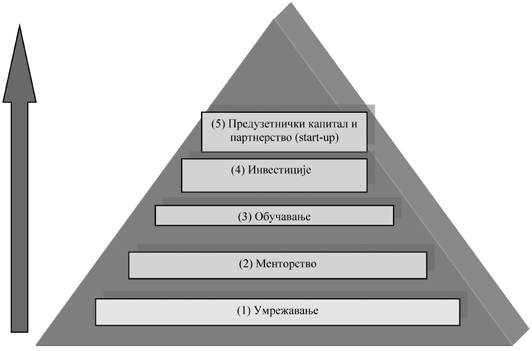 (5) Предузетнички капитал и
партнерство (start-up)
(4) Инвестиције
(3) Обучавање
(2) Менторство
(1) Умрежавање